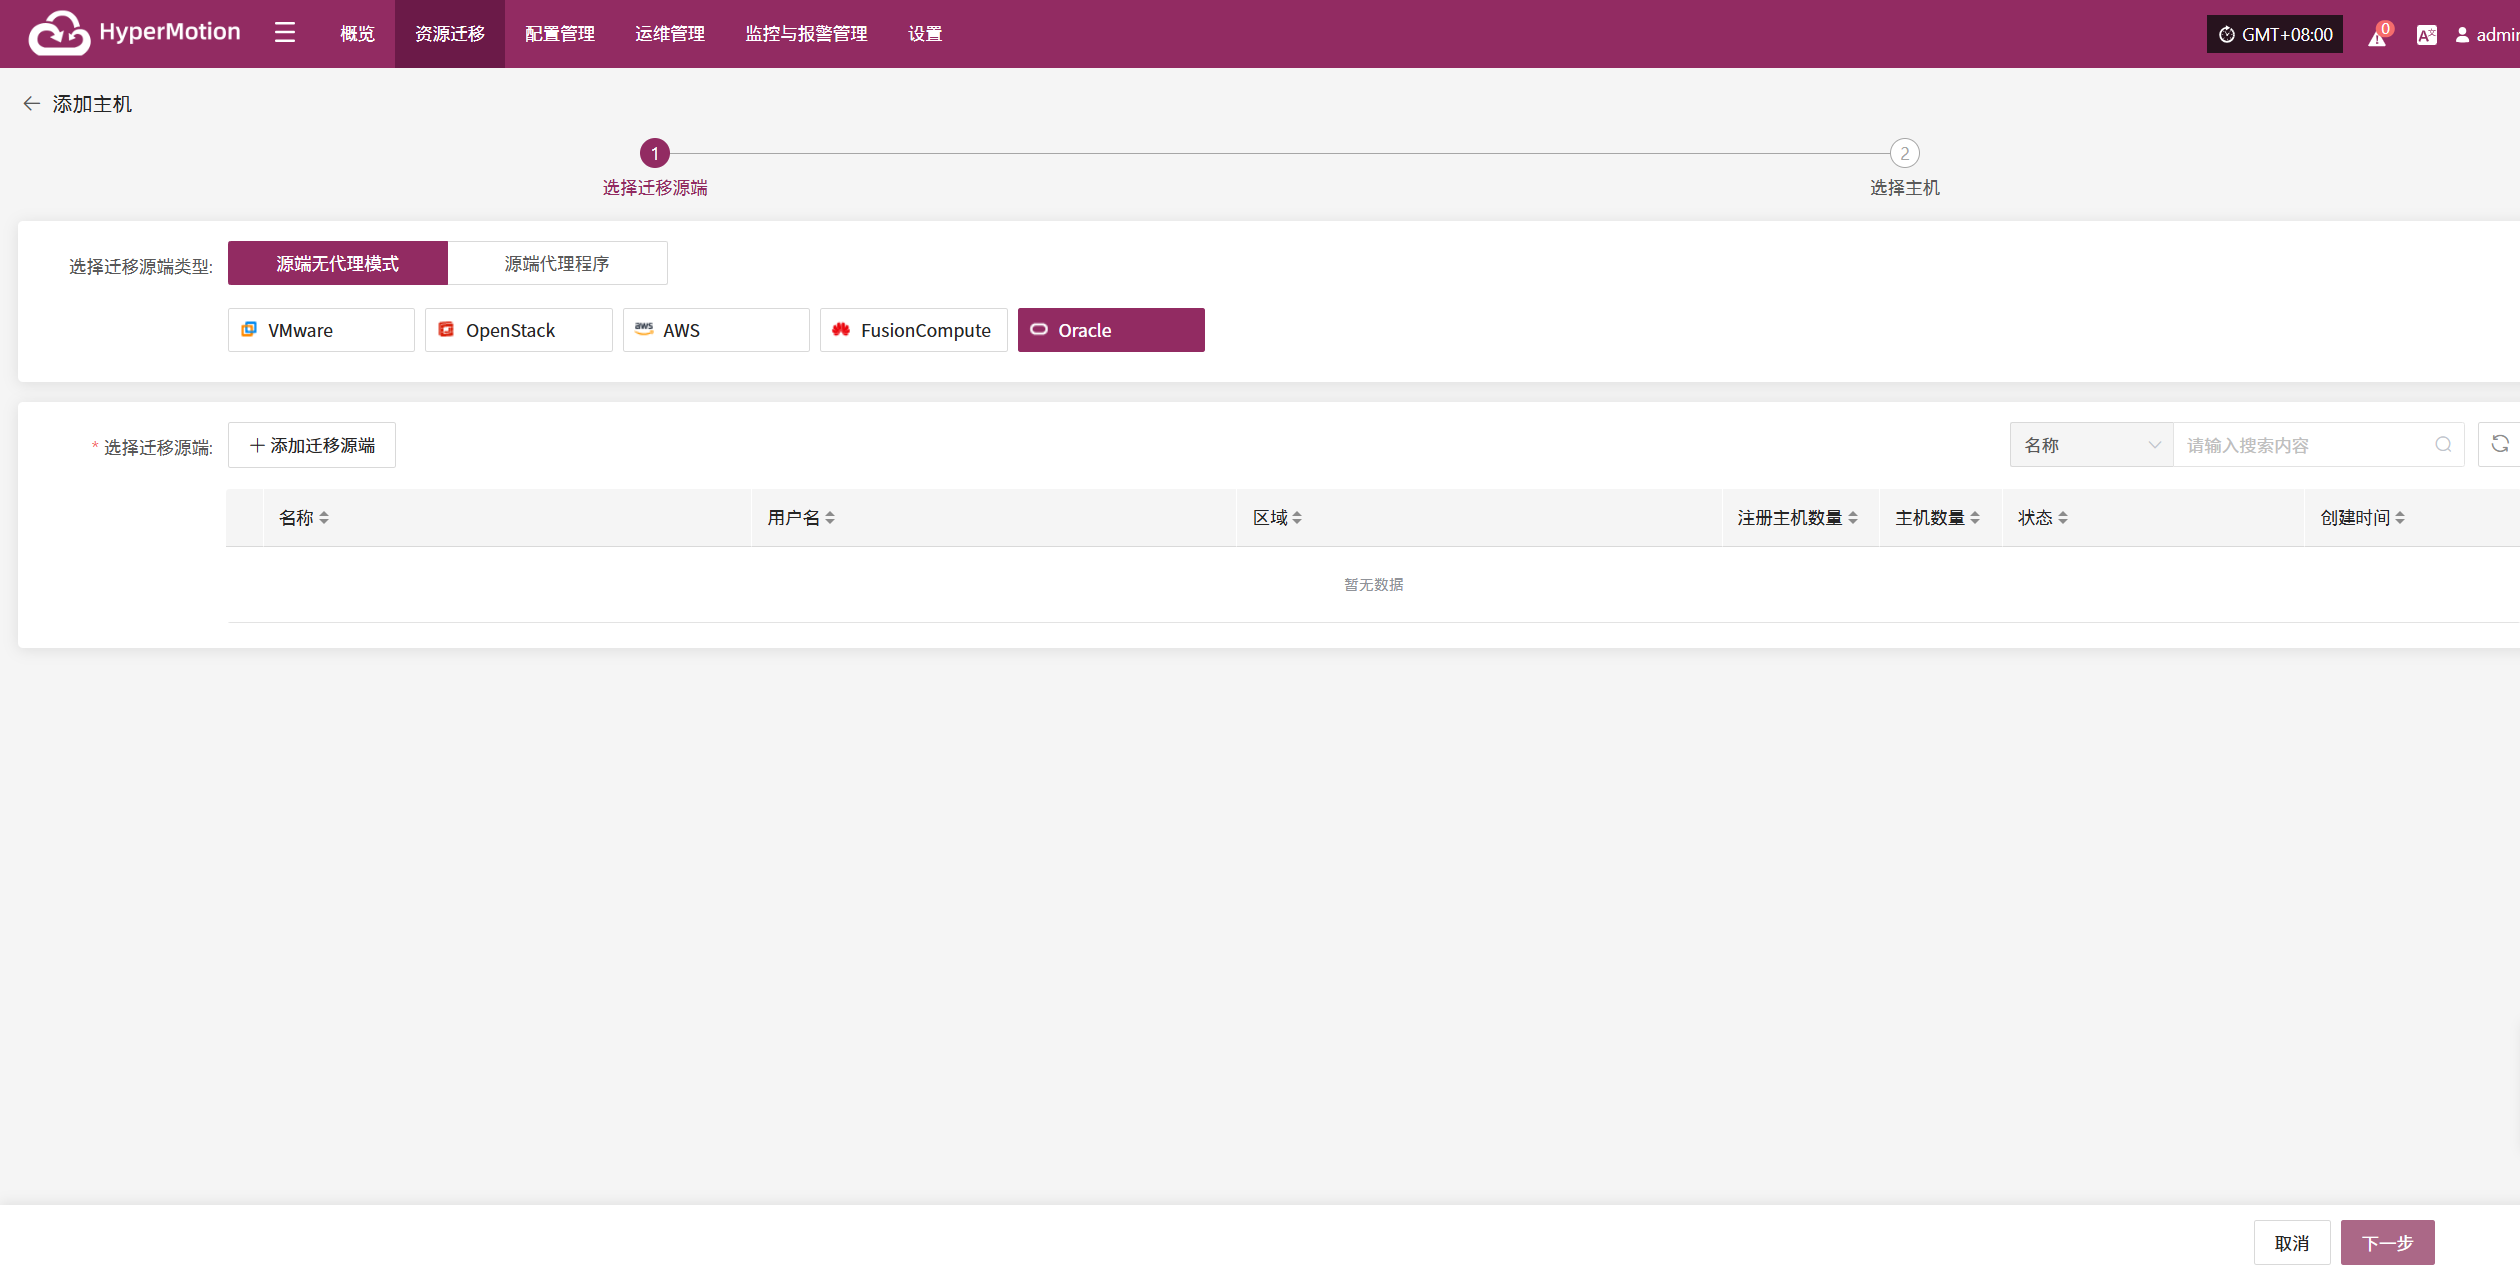 HyperMotion 概览 资源迁移 配置管理 运维管理 监控与报警管理 设置 GMT+08:00 0 admin
添加主机
1 2
选择迁移源端 选择主机
选择迁移源端类型: 源端无代理模式 源端代理程序
VMware OpenStack aws AWS FusionCompute Oracle
* 选择迁移源端: 添加迁移源端 名称 请输入搜索内容
名称 用户名 区域 注册主机数量 主机数量 状态 创建时间
暂无数据
取消 下一步